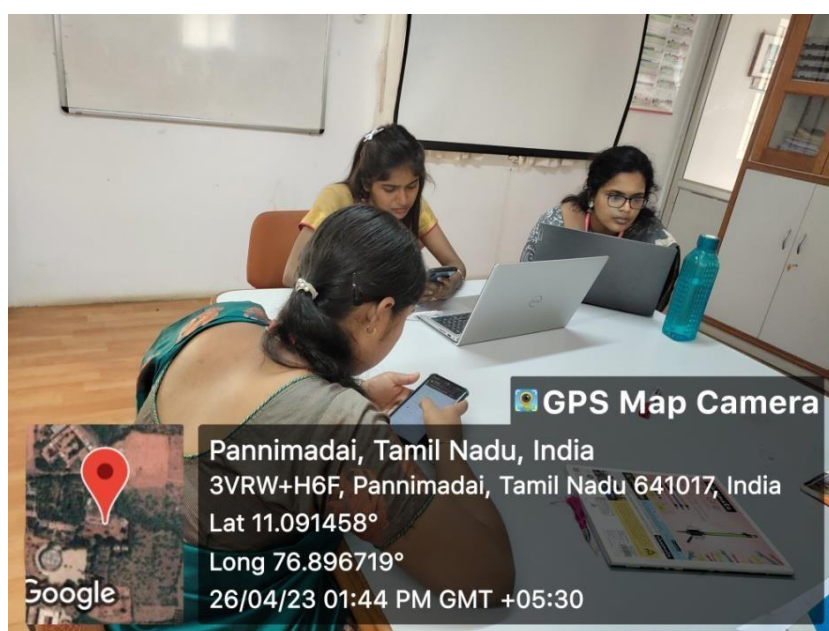 GPS Map Camera
Pannimadai, Tamil Nadu, India
3VRW+H6F, Pannimadai, Tamil Nadu 641017, India
Lat 11.091458°
Long 76.896719°
26/04/23 01:44 PM GMT +05:30
Google